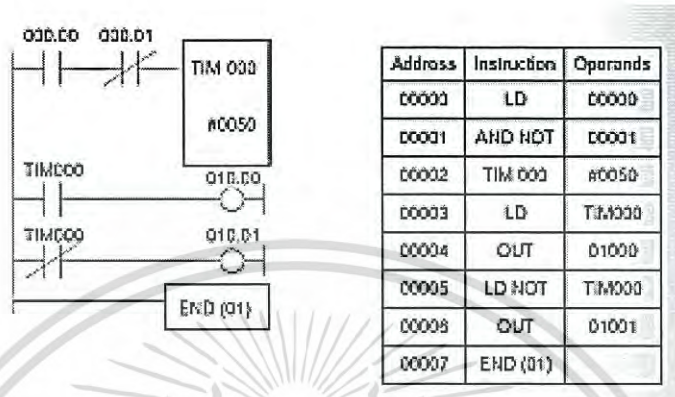 000.00 000.01
TIM 000
#0050
TIM000
010.00
TIM000
010.01
END (01)
Address Instruction Operands
00000 LD 00000
00001 AND NOT 00001
00002 TIM 000 #0050
00003 LD TIM000
00004 OUT 01000
00005 LD NOT TIM000
00006 OUT 01001
00007 END (01)